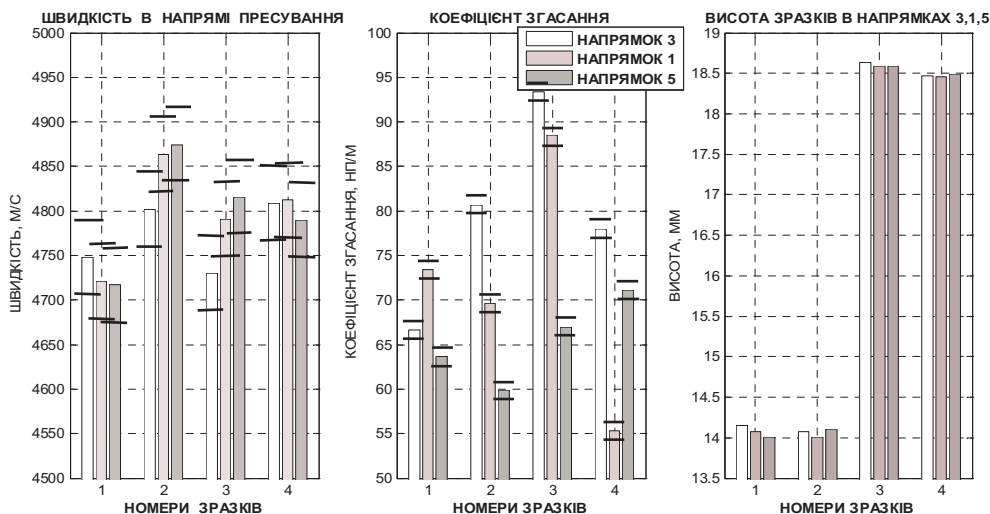 ШВИДКІСТЬ В НАПРЯМІ ПРЕСУВАННЯ
5000
4950
4900
4850
4800
4750
4700
4650
4600
4550
4500
ШВИДКІСТЬ, М/С
1 2 3 4
НОМЕРИ ЗРАЗКІВ
КОЕФІЦІЄНТ ЗГАСАННЯ
100
95
90
85
80
75
70
65
60
55
50
КОЕФІЦІЄНТ ЗГАСАННЯ, НП/М
НАПРЯМОК 3
НАПРЯМОК 1
НАПРЯМОК 5
1 2 3 4
НОМЕРИ ЗРАЗКІВ
ВИСОТА ЗРАЗКІВ В НАПРЯМКАХ 3,1,5
19
18.5
18
17.5
17
16.5
16
15.5
15
14.5
14
13.5
ВИСОТА, ММ
1 2 3 4
НОМЕРИ ЗРАЗКІВ